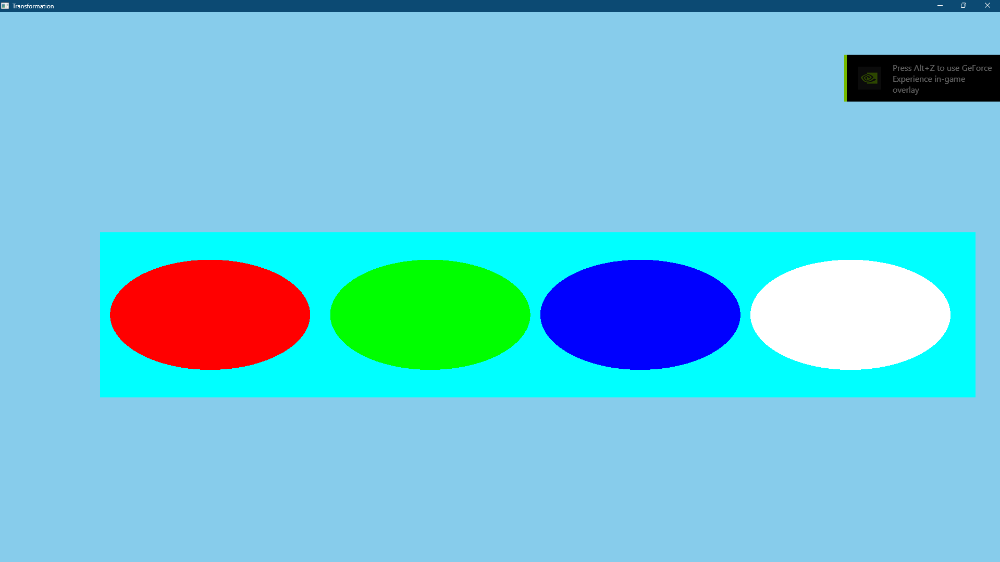 Transformation
Press Alt+Z to use GeForce
Experience in-game
overlay